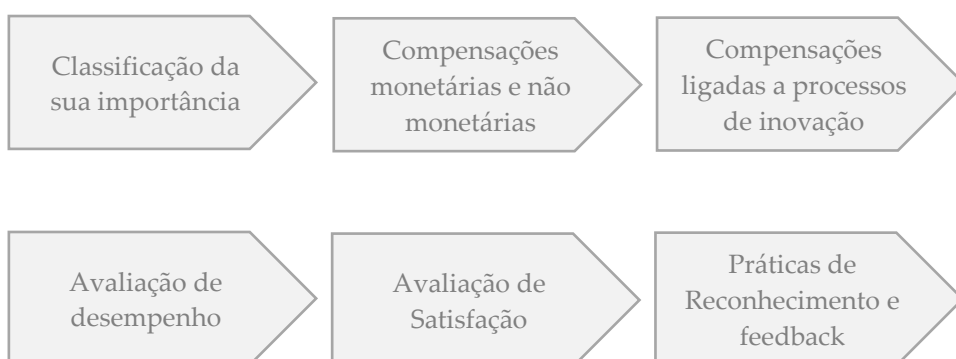 Classificação da
sua importância
Compensações
monetárias e não
monetárias
Compensações
ligadas a processos
de inovação
Avaliação de
desempenho
Avaliação de
Satisfação
Práticas de
Reconhecimento e
feedback